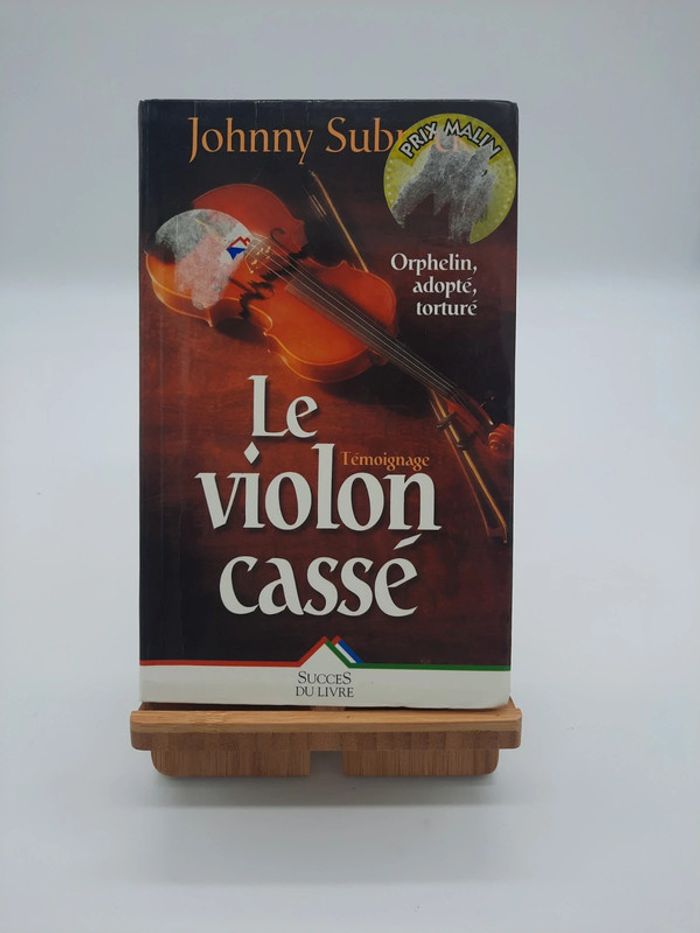 Johnny
PRIX MALIN
Orphelin,
adopté,
torturé
Le
Témoignage
violon
cassé
SUCCES
DU LIVRE